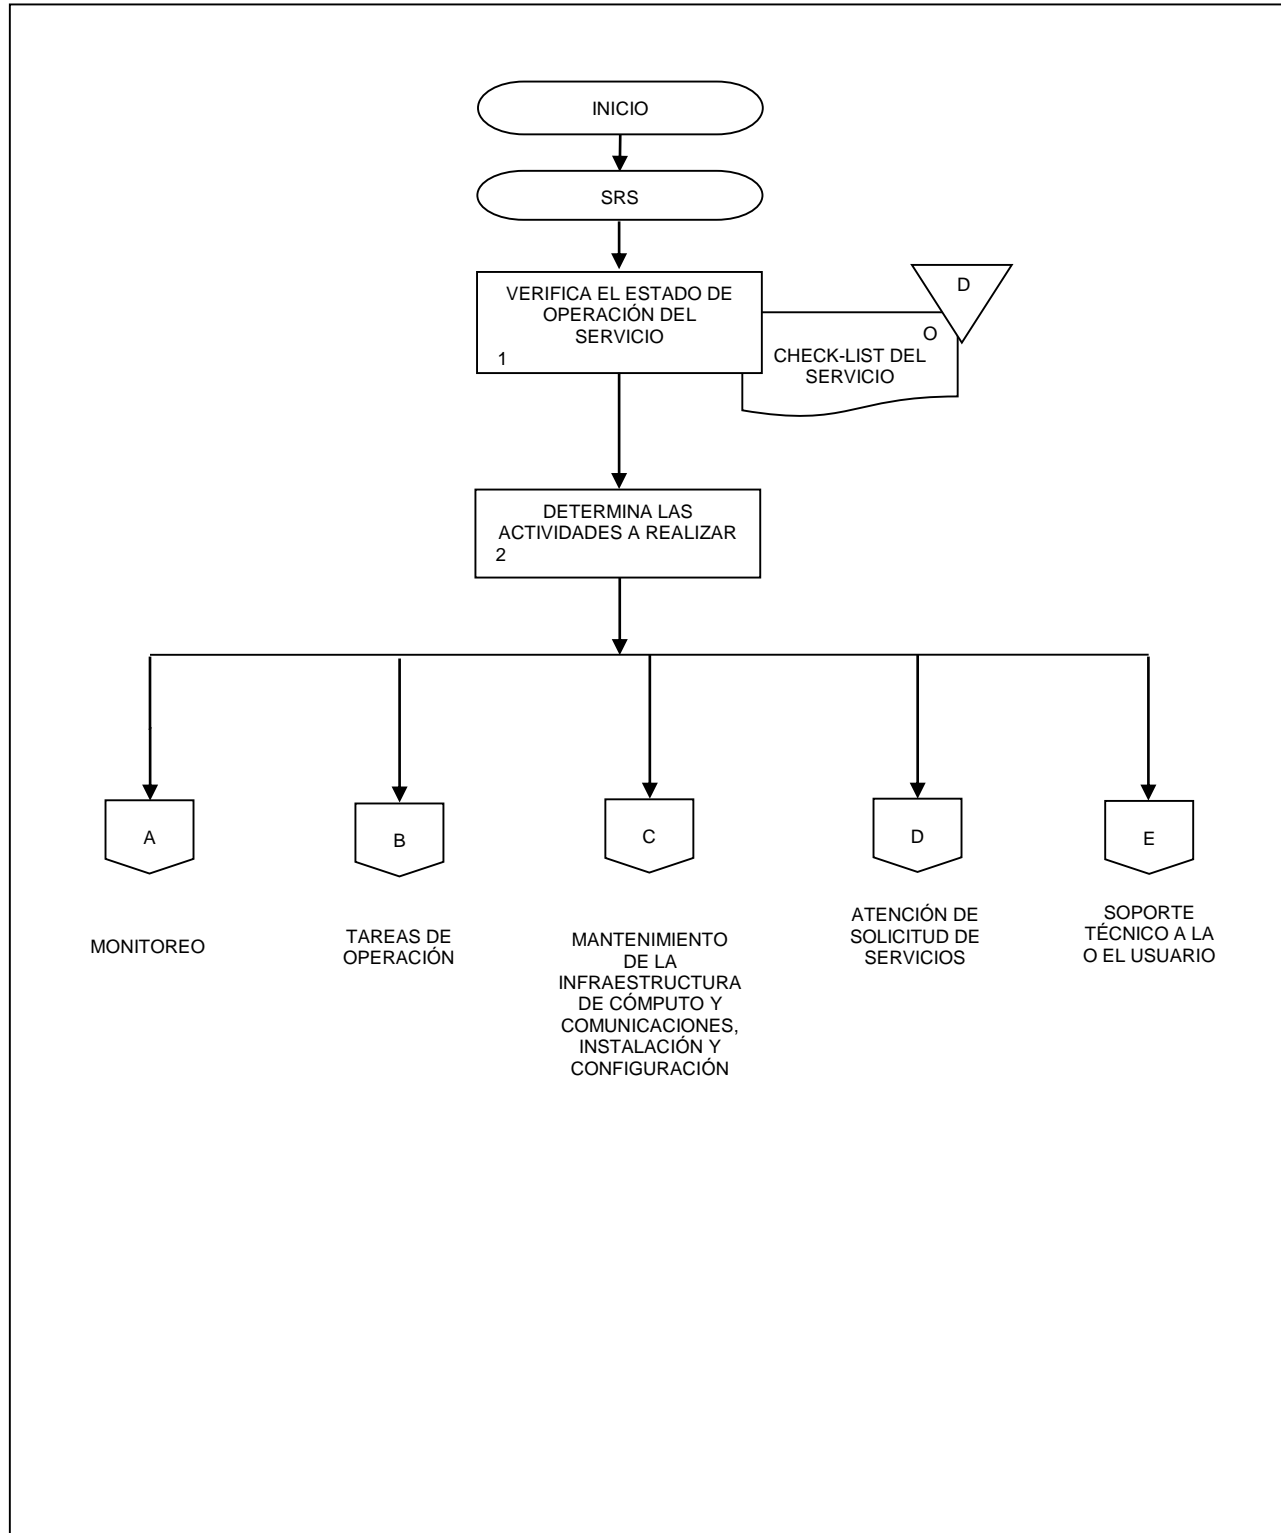 INICIO
SRS
VERIFICA EL ESTADO DE
OPERACIÓN DEL
SERVICIO
1
D
O
CHECK-LIST DEL
SERVICIO
DETERMINA LAS
ACTIVIDADES A REALIZAR
2
A
MONITOREO
B
TAREAS DE
OPERACIÓN
C
MANTENIMIENTO
DE LA
INFRAESTRUCTURA
DE CÓMPUTO Y
COMUNICACIONES,
INSTALACIÓN Y
CONFIGURACIÓN
D
ATENCIÓN DE
SOLICITUD DE
SERVICIOS
E
SOPORTE
TÉCNICO A LA
O EL USUARIO